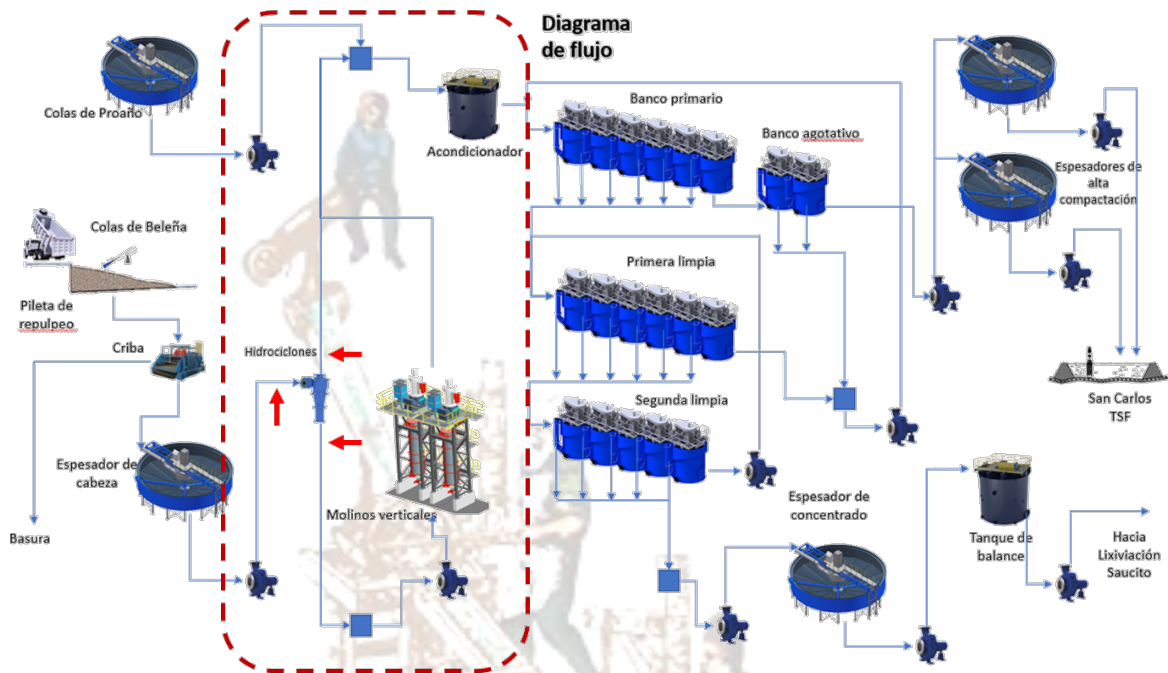 Diagrama
de flujo
Colas de Proaño
Acondicionador
Banco primario
Banco agotativo
Espesadores de
alta
compactación
Colas de Beleña
Pileta de
repulpeo
Criba
Hidrociclones
Primera limpia
Segunda limpia
San Carlos
TSF
Espesador de
cabeza
Molinos verticales
Basura
Espesador de
concentrado
Tanque de
balance
Hacia
Lixiviación
Saucito